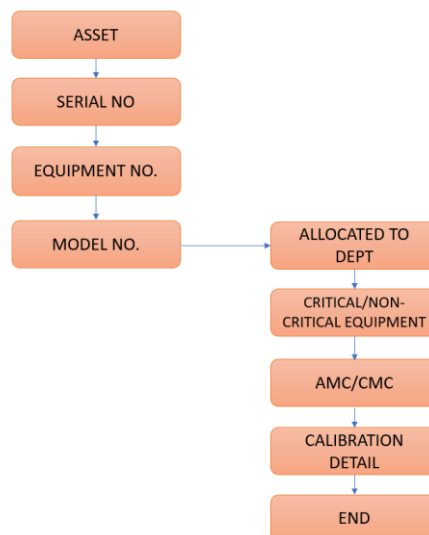 ASSET
SERIAL NO
EQUIPMENT NO.
MODEL NO.
ALLOCATED TO
DEPT
CRITICAL/NON-
CRITICAL EQUIPMENT
AMC/CMC
CALIBRATION
DETAIL
END